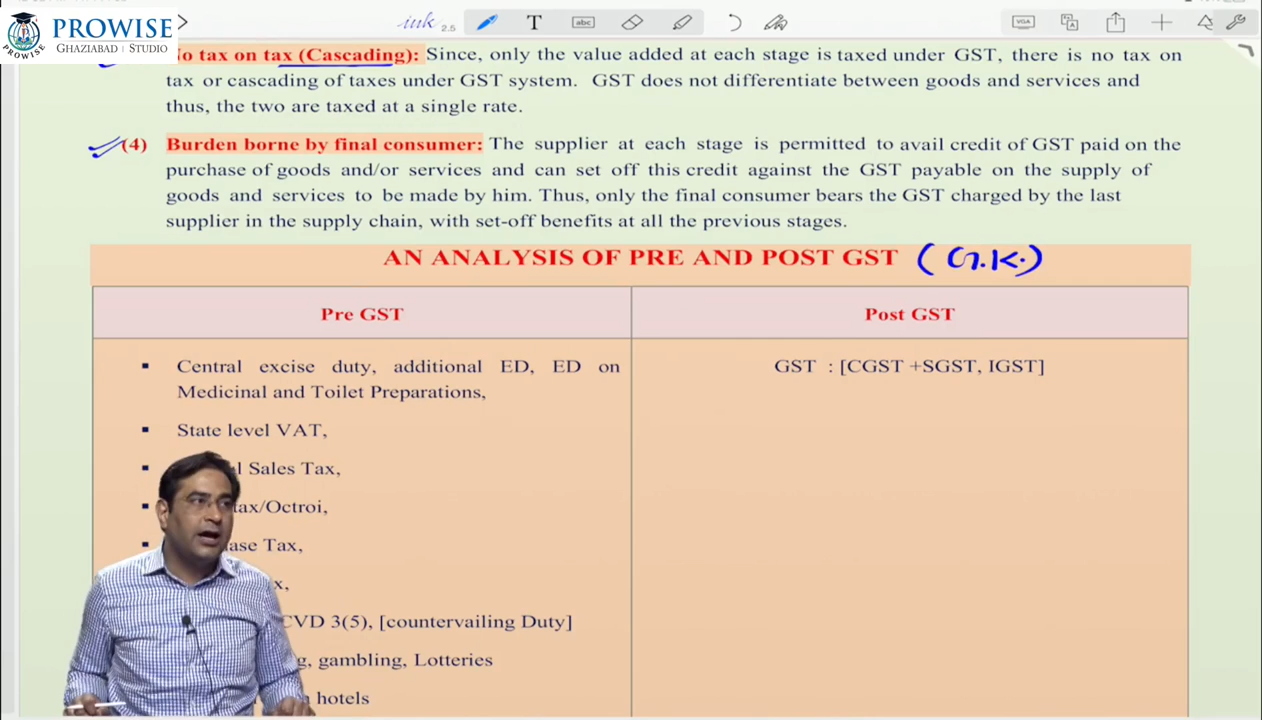 PROWISE
GHAZIABAD | STUDIO
PROWISE
ink 2.5 T abc VGA
No tax on tax (Cascading): Since, only the value added at each stage is taxed under GST, there is no tax on
tax or cascading of taxes under GST system. GST does not differentiate between goods and services and
thus, the two are taxed at a single rate.
(4) Burden borne by final consumer: The supplier at each stage is permitted to avail credit of GST paid on the
purchase of goods and/or services and can set off this credit against the GST payable on the supply of
goods and services to be made by him. Thus, only the final consumer bears the GST charged by the last
supplier in the supply chain, with set-off benefits at all the previous stages.
AN ANALYSIS OF PRE AND POST GST (G.K.)
Pre GST
Post GST
▪ Central excise duty, additional ED, ED on
Medicinal and Toilet Preparations,
GST : [CGST +SGST, IGST]
▪ State level VAT,
▪ Sales Tax,
▪ tax/Octroi,
▪ Tax,
CVD 3(5), [countervailing Duty]
gambling, Lotteries
hotels